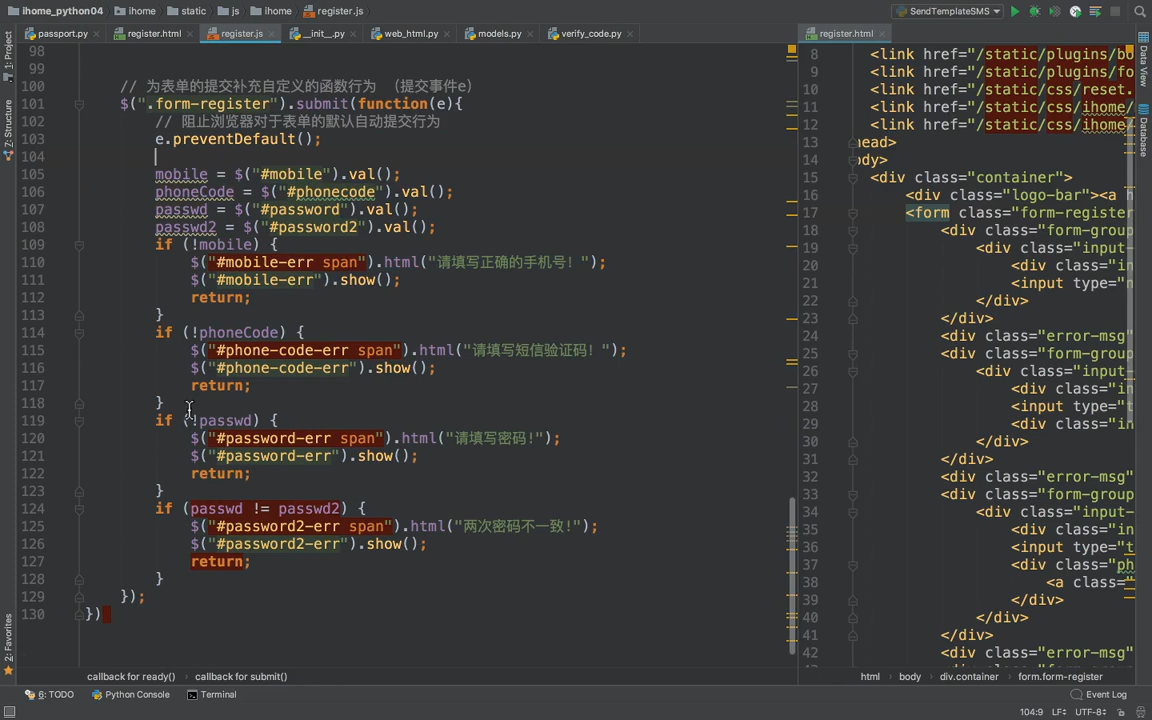 ihome_python04 ihome static js ihome register.js SendTemplateSMS
passport.py register.html register.js __init__.py web_html.py models.py verify_code.py register.html
1: Project
Z: Structure
2: Favorites
Data View
Database
98
99
100 // 为表单的提交补充自定义的函数行为 （提交事件e）
101 $(".form-register").submit(function(e){
102 // 阻止浏览器对于表单的默认自动提交行为
103 e.preventDefault();
104
105 mobile = $("#mobile").val();
106 phoneCode = $("#phonecode").val();
107 passwd = $("#password").val();
108 passwd2 = $("#password2").val();
109 if (!mobile) {
110 $("#mobile-err span").html("请填写正确的手机号！");
111 $("#mobile-err").show();
112 return;
113 }
114 if (!phoneCode) {
115 $("#phone-code-err span").html("请填写短信验证码！");
116 $("#phone-code-err").show();
117 return;
118 }
119 if (!passwd) {
120 $("#password-err span").html("请填写密码!");
121 $("#password-err").show();
122 return;
123 }
124 if (passwd != passwd2) {
125 $("#password2-err span").html("两次密码不一致!");
126 $("#password2-err").show();
127 return;
128 }
129 });
130 })
8 <link href="/static/plugins/bo
9 <link href="/static/plugins/fo
10 <link href="/static/css/reset.
11 <link href="/static/css/ihome/
12 <link href="/static/css/ihome/
13 head>
14 ody>
15 <div class="container">
16 <div class="logo-bar"><a h
17 <form class="form-register
18 <div class="form-group
19 <div class="input-
20 <div class="in
21 <input type="n
22 </div>
23 </div>
24 <div class="error-msg"
25 <div class="form-group
26 <div class="input-
27 <div class="in
28 <input type="t
29 <div class="in
30 </div>
31 </div>
32 <div class="error-msg"
33 <div class="form-group
34 <div class="input-
35 <div class="in
36 <input type="t
37 <div class="ph
38 <a class="
39 </div>
40 </div>
41 </div>
42 <div class="error-msg"
callback for ready() callback for submit() html body div.container form.form-register
6: TODO Python Console Terminal Event Log
104:9 LF UTF-8